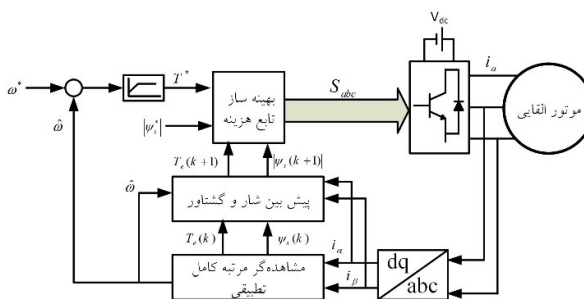 V_dc
ω*
T*
بهینه ساز
تابع هزینه
S_abc
i_a
موتور القایی
ω̂
|ψ_s*|
T_e(k+1)
|ψ_s(k+1)|
ω̂
پیش بین شار و گشتاور
T_e(k)
ψ_s(k)
i_α
i_β
مشاهده‌گر مرتبه کامل
تطبیقی
dq
abc